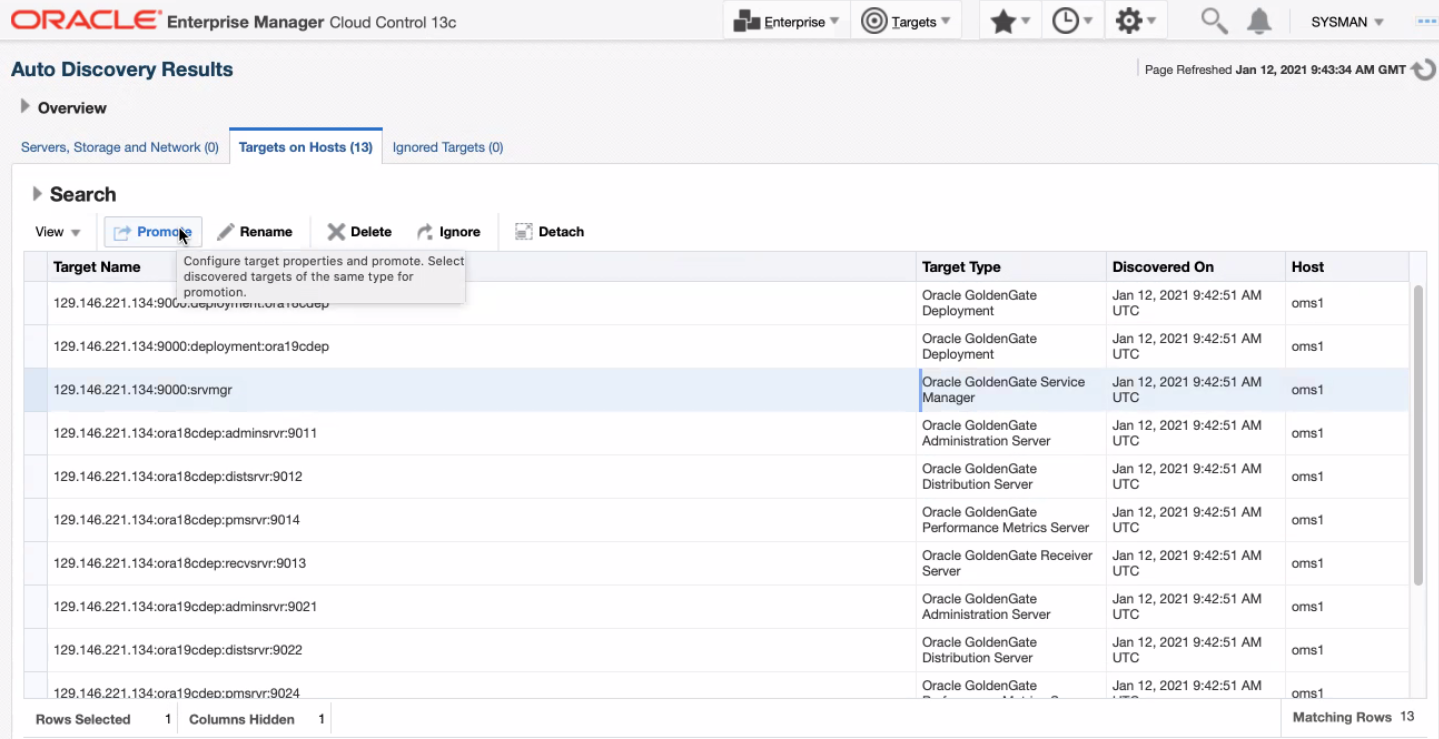 ORACLE Enterprise Manager Cloud Control 13c Enterprise Targets SYSMAN
Auto Discovery Results
Page Refreshed Jan 12, 2021 9:43:34 AM GMT
Overview
Servers, Storage and Network (0) Targets on Hosts (13) Ignored Targets (0)
Search
View Promote Rename Delete Ignore Detach
Configure target properties and promote. Select
discovered targets of the same type for
promotion.
Target Name Target Type Discovered On Host
129.146.221.134:9000:deployment:ora18cdep Oracle GoldenGate Deployment Jan 12, 2021 9:42:51 AM UTC oms1
129.146.221.134:9000:deployment:ora19cdep Oracle GoldenGate Deployment Jan 12, 2021 9:42:51 AM UTC oms1
129.146.221.134:9000:srvmgr Oracle GoldenGate Service Manager Jan 12, 2021 9:42:51 AM UTC oms1
129.146.221.134:ora18cdep:adminsrvr:9011 Oracle GoldenGate Administration Server Jan 12, 2021 9:42:51 AM UTC oms1
129.146.221.134:ora18cdep:distsrvr:9012 Oracle GoldenGate Distribution Server Jan 12, 2021 9:42:51 AM UTC oms1
129.146.221.134:ora18cdep:pmsrvr:9014 Oracle GoldenGate Performance Metrics Server Jan 12, 2021 9:42:51 AM UTC oms1
129.146.221.134:ora18cdep:recvsrvr:9013 Oracle GoldenGate Receiver Server Jan 12, 2021 9:42:51 AM UTC oms1
129.146.221.134:ora19cdep:adminsrvr:9021 Oracle GoldenGate Administration Server Jan 12, 2021 9:42:51 AM UTC oms1
129.146.221.134:ora19cdep:distsrvr:9022 Oracle GoldenGate Distribution Server Jan 12, 2021 9:42:51 AM UTC oms1
129.146.221.134:ora19cdep:pmsrvr:9024 Oracle GoldenGate Jan 12, 2021 9:42:51 AM oms1
Rows Selected 1 Columns Hidden 1 Matching Rows 13